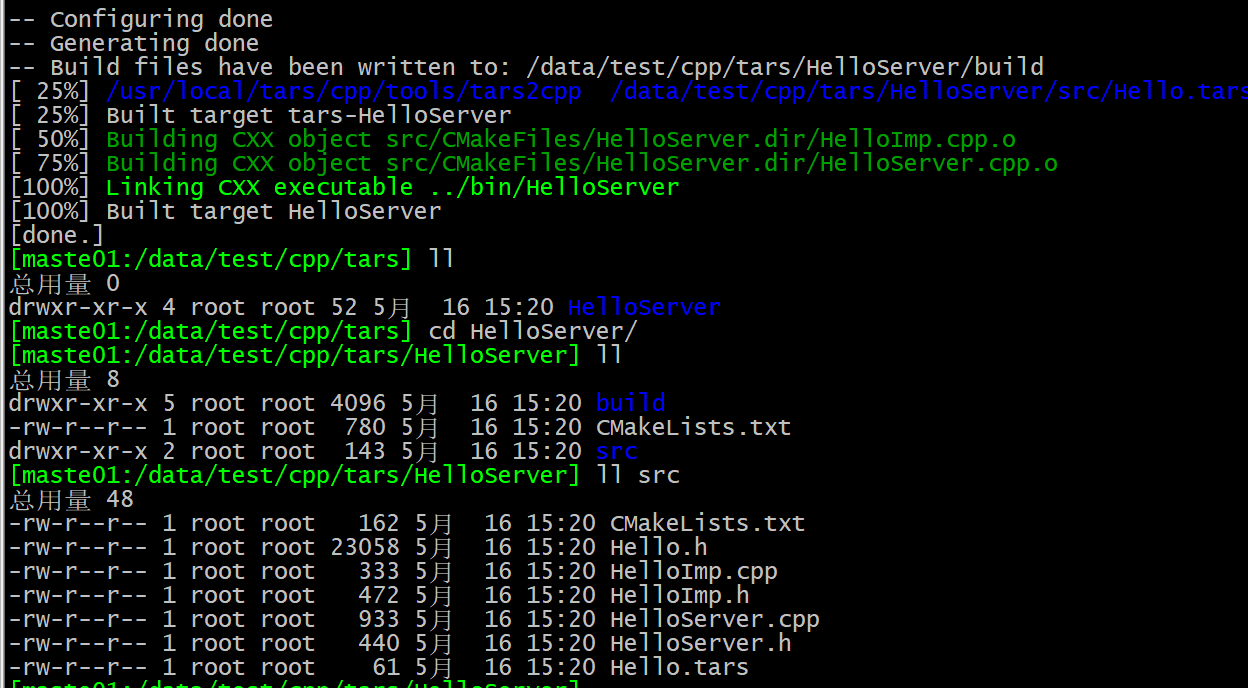 -- Configuring done
-- Generating done
-- Build files have been written to: /data/test/cpp/tars/HelloServer/build
[ 25%] /usr/local/tars/cpp/tools/tars2cpp  /data/test/cpp/tars/HelloServer/src/Hello.tars
[ 25%] Built target tars-HelloServer
[ 50%] Building CXX object src/CMakeFiles/HelloServer.dir/HelloImp.cpp.o
[ 75%] Building CXX object src/CMakeFiles/HelloServer.dir/HelloServer.cpp.o
[100%] Linking CXX executable ../bin/HelloServer
[100%] Built target HelloServer
[done.]
[maste01:/data/test/cpp/tars] ll
总用量 0
drwxr-xr-x 4 root root 52 5月  16 15:20 HelloServer
[maste01:/data/test/cpp/tars] cd HelloServer/
[maste01:/data/test/cpp/tars/HelloServer] ll
总用量 8
drwxr-xr-x 5 root root 4096 5月  16 15:20 build
-rw-r--r-- 1 root root  780 5月  16 15:20 CMakeLists.txt
drwxr-xr-x 2 root root  143 5月  16 15:20 src
[maste01:/data/test/cpp/tars/HelloServer] ll src
总用量 48
-rw-r--r-- 1 root root   162 5月  16 15:20 CMakeLists.txt
-rw-r--r-- 1 root root 23058 5月  16 15:20 Hello.h
-rw-r--r-- 1 root root   333 5月  16 15:20 HelloImp.cpp
-rw-r--r-- 1 root root   472 5月  16 15:20 HelloImp.h
-rw-r--r-- 1 root root   933 5月  16 15:20 HelloServer.cpp
-rw-r--r-- 1 root root   440 5月  16 15:20 HelloServer.h
-rw-r--r-- 1 root root    61 5月  16 15:20 Hello.tars
[maste01:/data/test/cpp/tars/HelloServer]